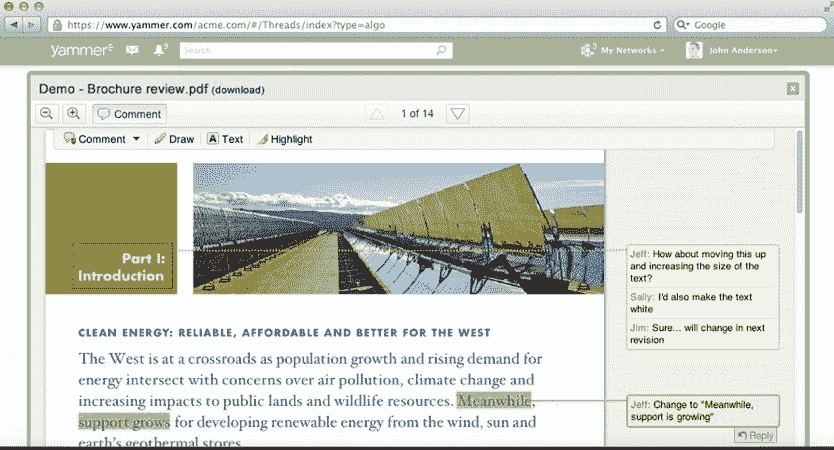 https://www.yammer.com/acme.com/#/Threads/index?type=algo
Google
yammer
3
Search
3
My Networks
John Anderson
Demo - Brochure review.pdf (download)
Comment
1 of 14
Comment
Draw
A Text
Highlight
Part I:
Introduction
Jeff: How about moving this up
and increasing the size of the
text?
Sally: I'd also make the text
white
Jim: Sure... will change in next
revision
CLEAN ENERGY: RELIABLE, AFFORDABLE AND BETTER FOR THE WEST
The West is at a crossroads as population growth and rising demand for
energy intersect with concerns over air pollution, climate change and
increasing impacts to public lands and wildlife resources. Meanwhile,
support grows for developing renewable energy from the wind, sun and
earth's geothermal stores.
Jeff: Change to "Meanwhile,
support is growing"
Reply